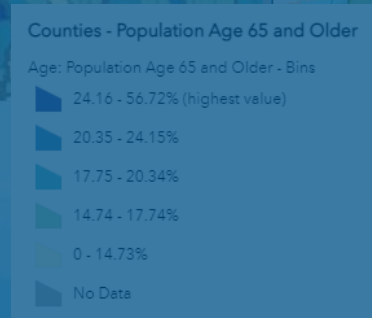 Counties - Population Age 65 and Older
Age: Population Age 65 and Older - Bins
24.16 - 56.72% (highest value)
20.35 - 24.15%
17.75 - 20.34%
14.74 - 17.74%
0 - 14.73%
No Data